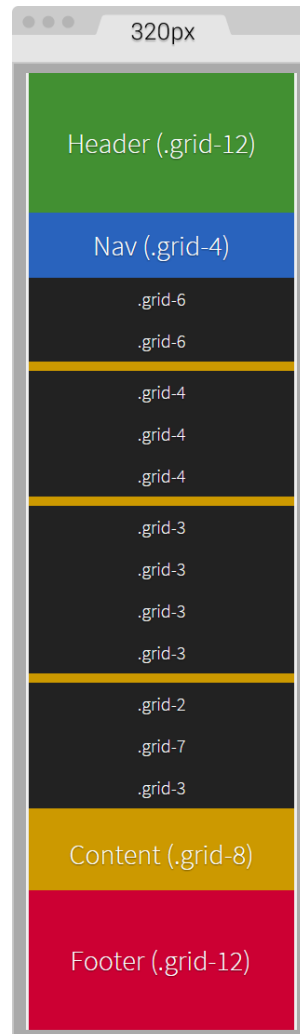 320px
Header (.grid-12)
Nav (.grid-4)
.grid-6
.grid-6
.grid-4
.grid-4
.grid-4
.grid-3
.grid-3
.grid-3
.grid-3
.grid-2
.grid-7
.grid-3
Content (.grid-8)
Footer (.grid-12)